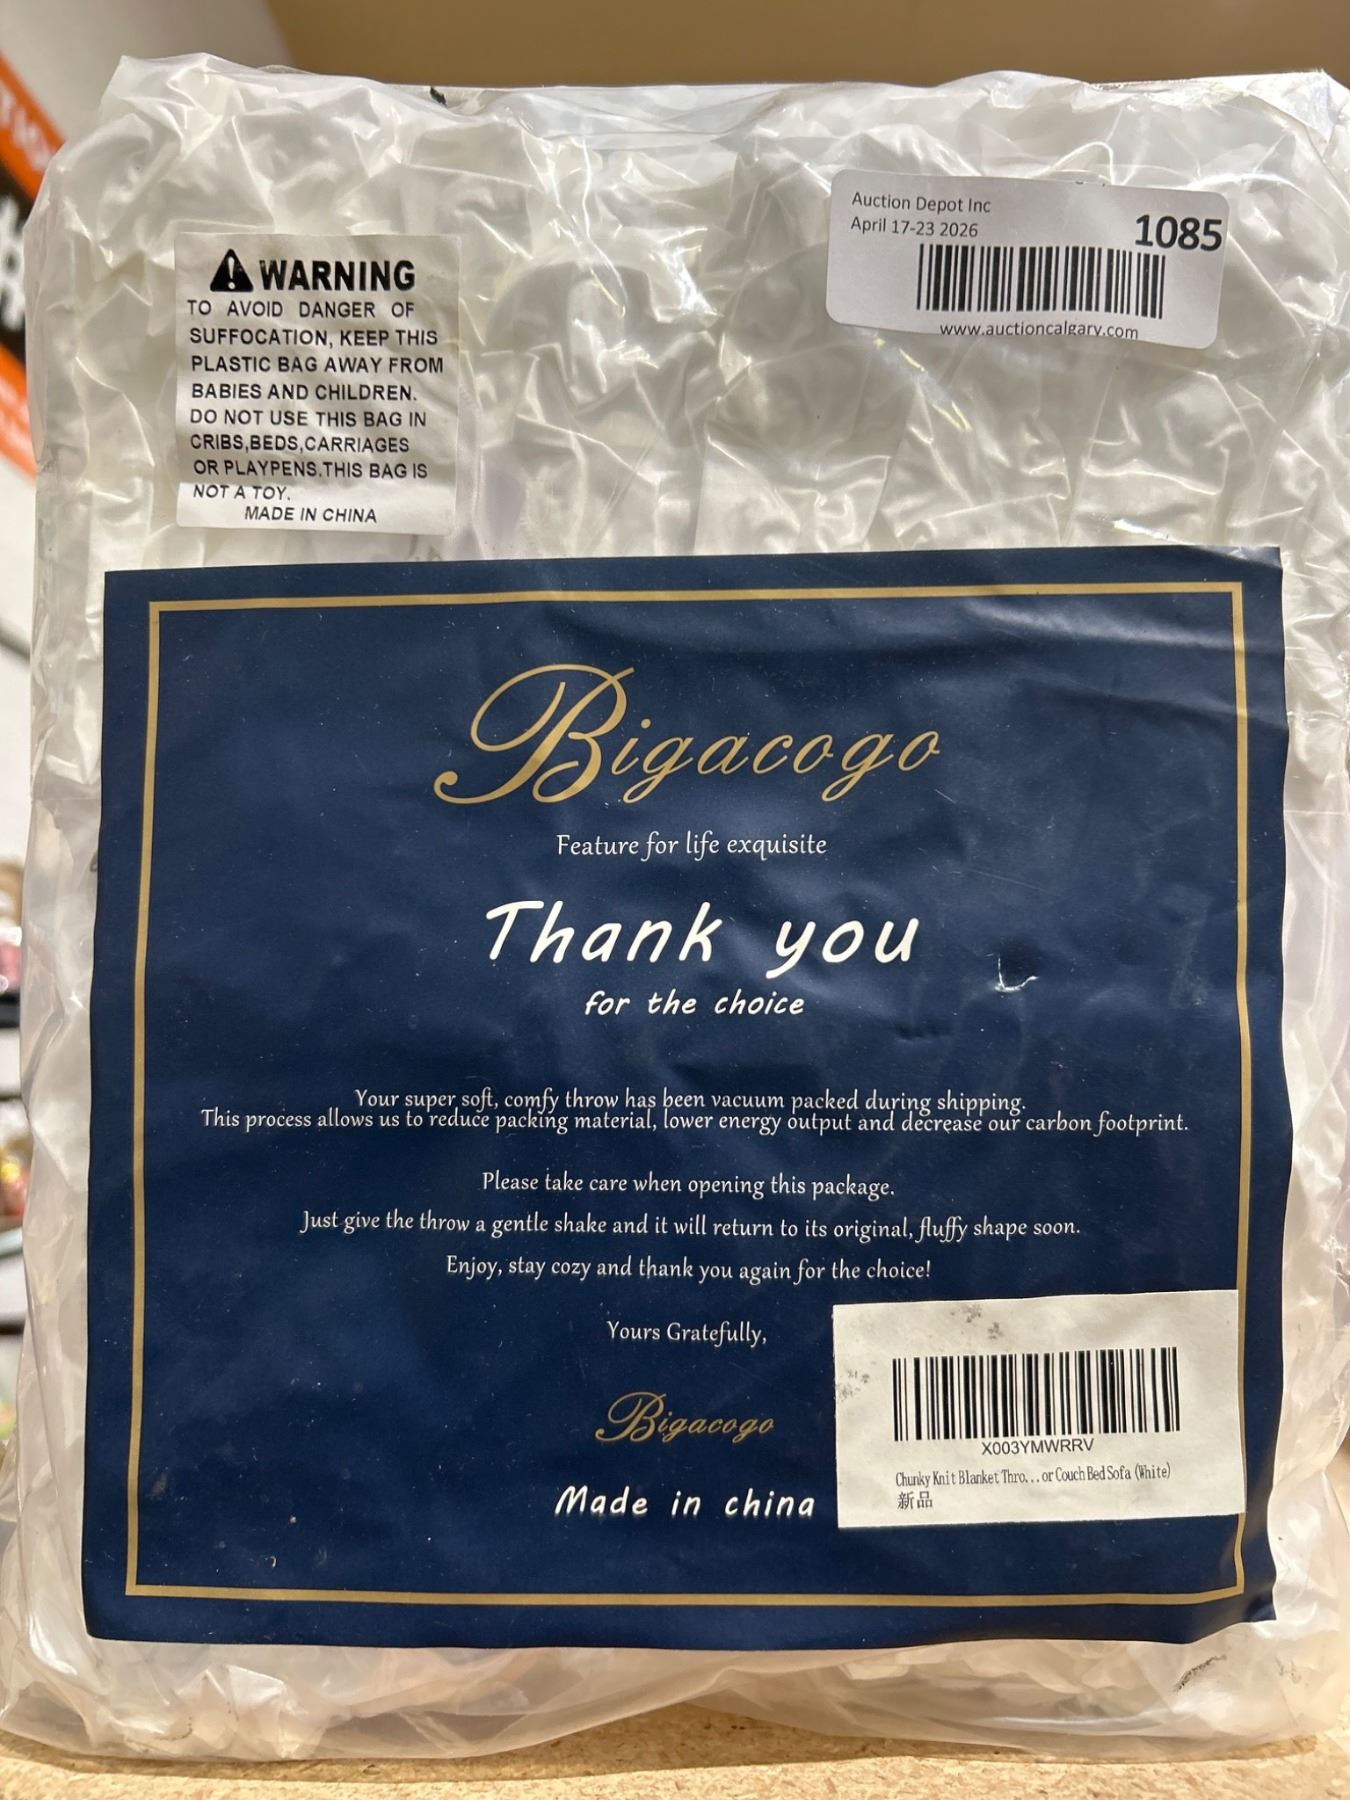 Auction Depot Inc
April 17-23 2026
1085
www.auctioncalgary.com
WARNING
TO AVOID DANGER OF
SUFFOCATION, KEEP THIS
PLASTIC BAG AWAY FROM
BABIES AND CHILDREN.
DO NOT USE THIS BAG IN
CRIBS,BEDS,CARRIAGES
OR PLAYPENS.THIS BAG IS
NOT A TOY.
MADE IN CHINA
Bigacogo
Feature for life exquisite
Thank you
for the choice
Your super soft, comfy throw has been vacuum packed during shipping.
This process allows us to reduce packing material, lower energy output and decrease our carbon footprint.
Please take care when opening this package.
Just give the throw a gentle shake and it will return to its original, fluffy shape soon.
Enjoy, stay cozy and thank you again for the choice!
Yours Gratefully,
Bigacogo
Made in china
X003YMWRRV
Chunky Knit Blanket Thro... or Couch Bed Sofa (White)
新品